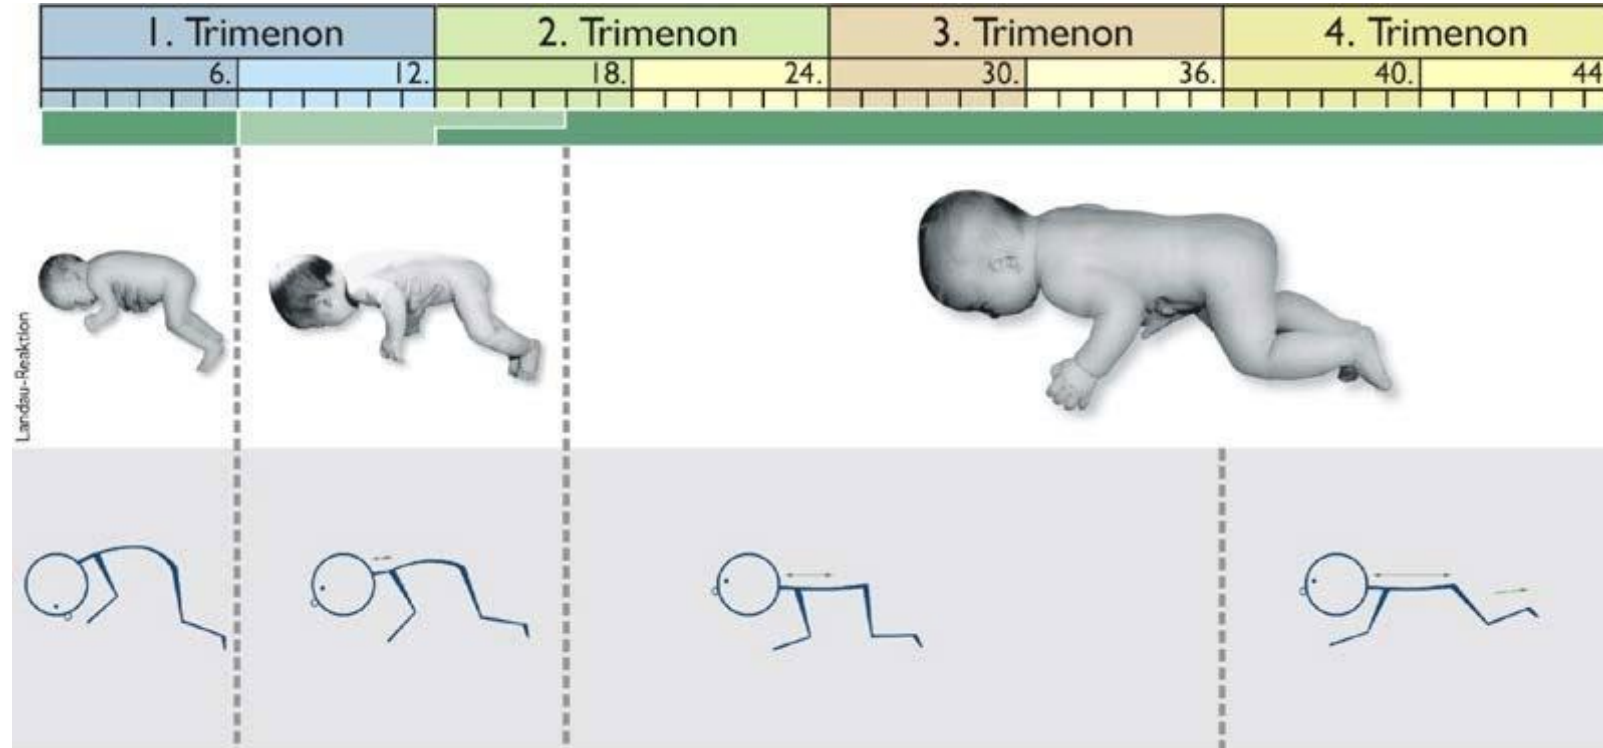 1. Trimenon 2. Trimenon 3. Trimenon 4. Trimenon
6. 12. 18. 24. 30. 36. 40. 44
Landau-Reaktion